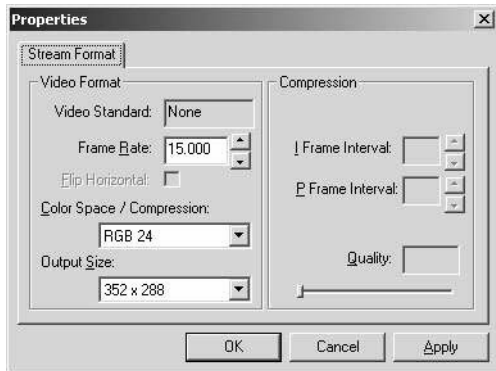 Properties
Stream Format
Video Format
Video Standard: None
Frame Rate: 15.000
Flip Horizontal:
Color Space / Compression:
RGB 24
Output Size:
352 x 288
Compression
I Frame Interval:
P Frame Interval:
Quality:
OK Cancel Apply